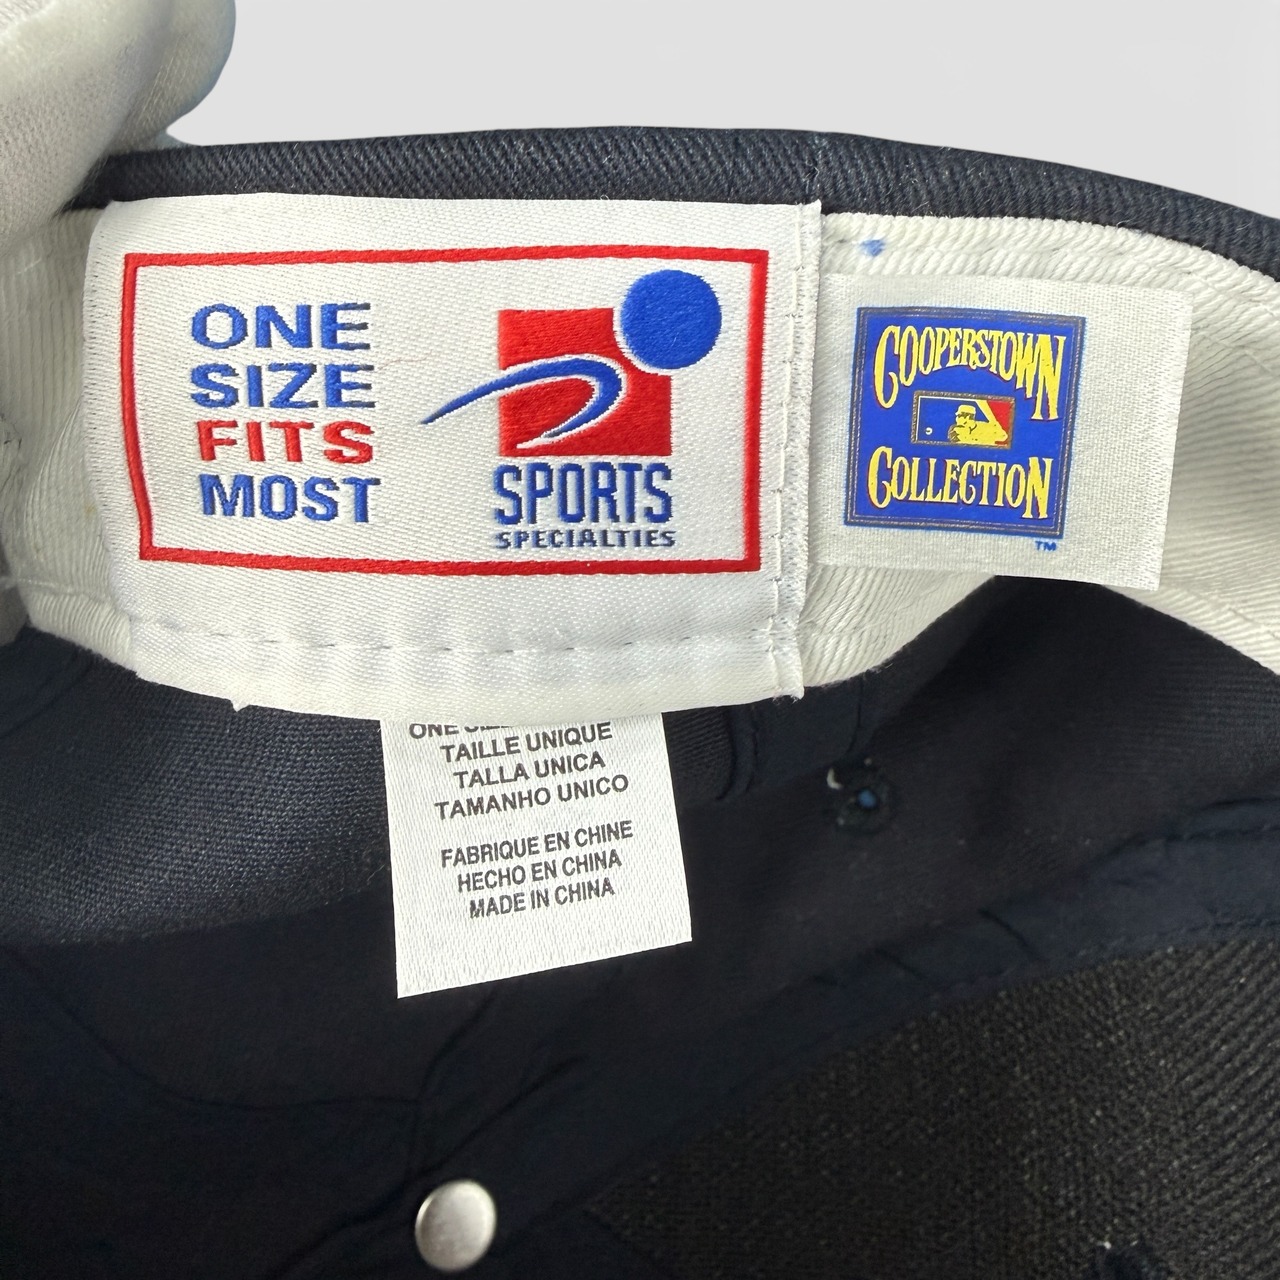 ONE
SIZE
FITS
MOST
SPORTS
SPECIALTIES
COOPERSTOWN
COLLECTION
TM
ONE
TAILLE UNIQUE
TALLA UNICA
TAMANHO UNICO
FABRIQUE EN CHINE
HECHO EN CHINA
MADE IN CHINA